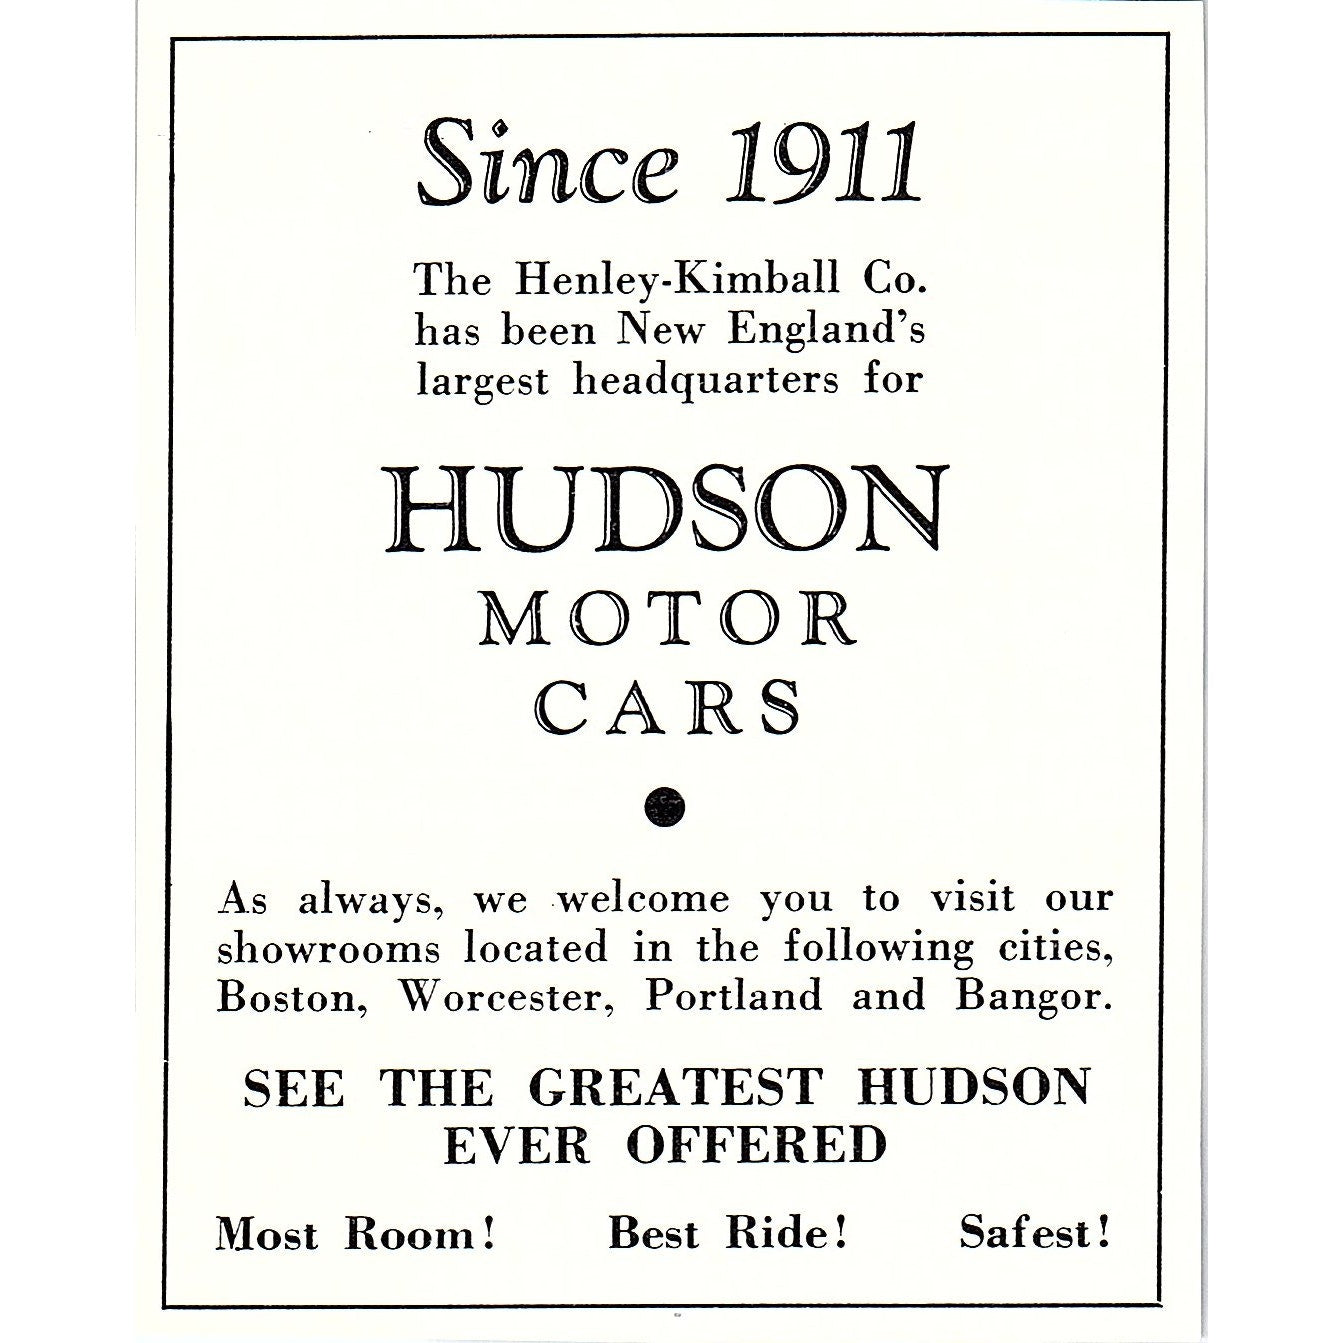 Since 1911
The Henley-Kimball Co.
has been New England's
largest headquarters for
HUDSON
MOTOR
CARS
As always, we welcome you to visit our
showrooms located in the following cities,
Boston, Worcester, Portland and Bangor.
SEE THE GREATEST HUDSON
EVER OFFERED
Most Room! Best Ride! Safest!